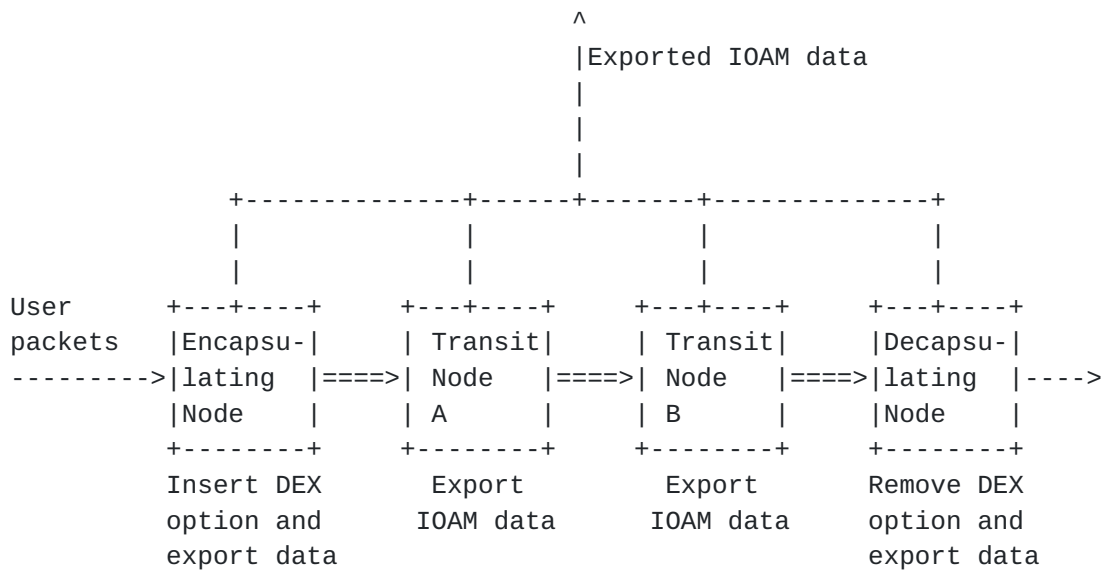 Exported IOAM data
User
packets
Encapsu-
lating
Node
Transit
Node
A
Transit
Node
B
Decapsu-
lating
Node
Insert DEX
option and
export data
Export
IOAM data
Export
IOAM data
Remove DEX
option and
export data